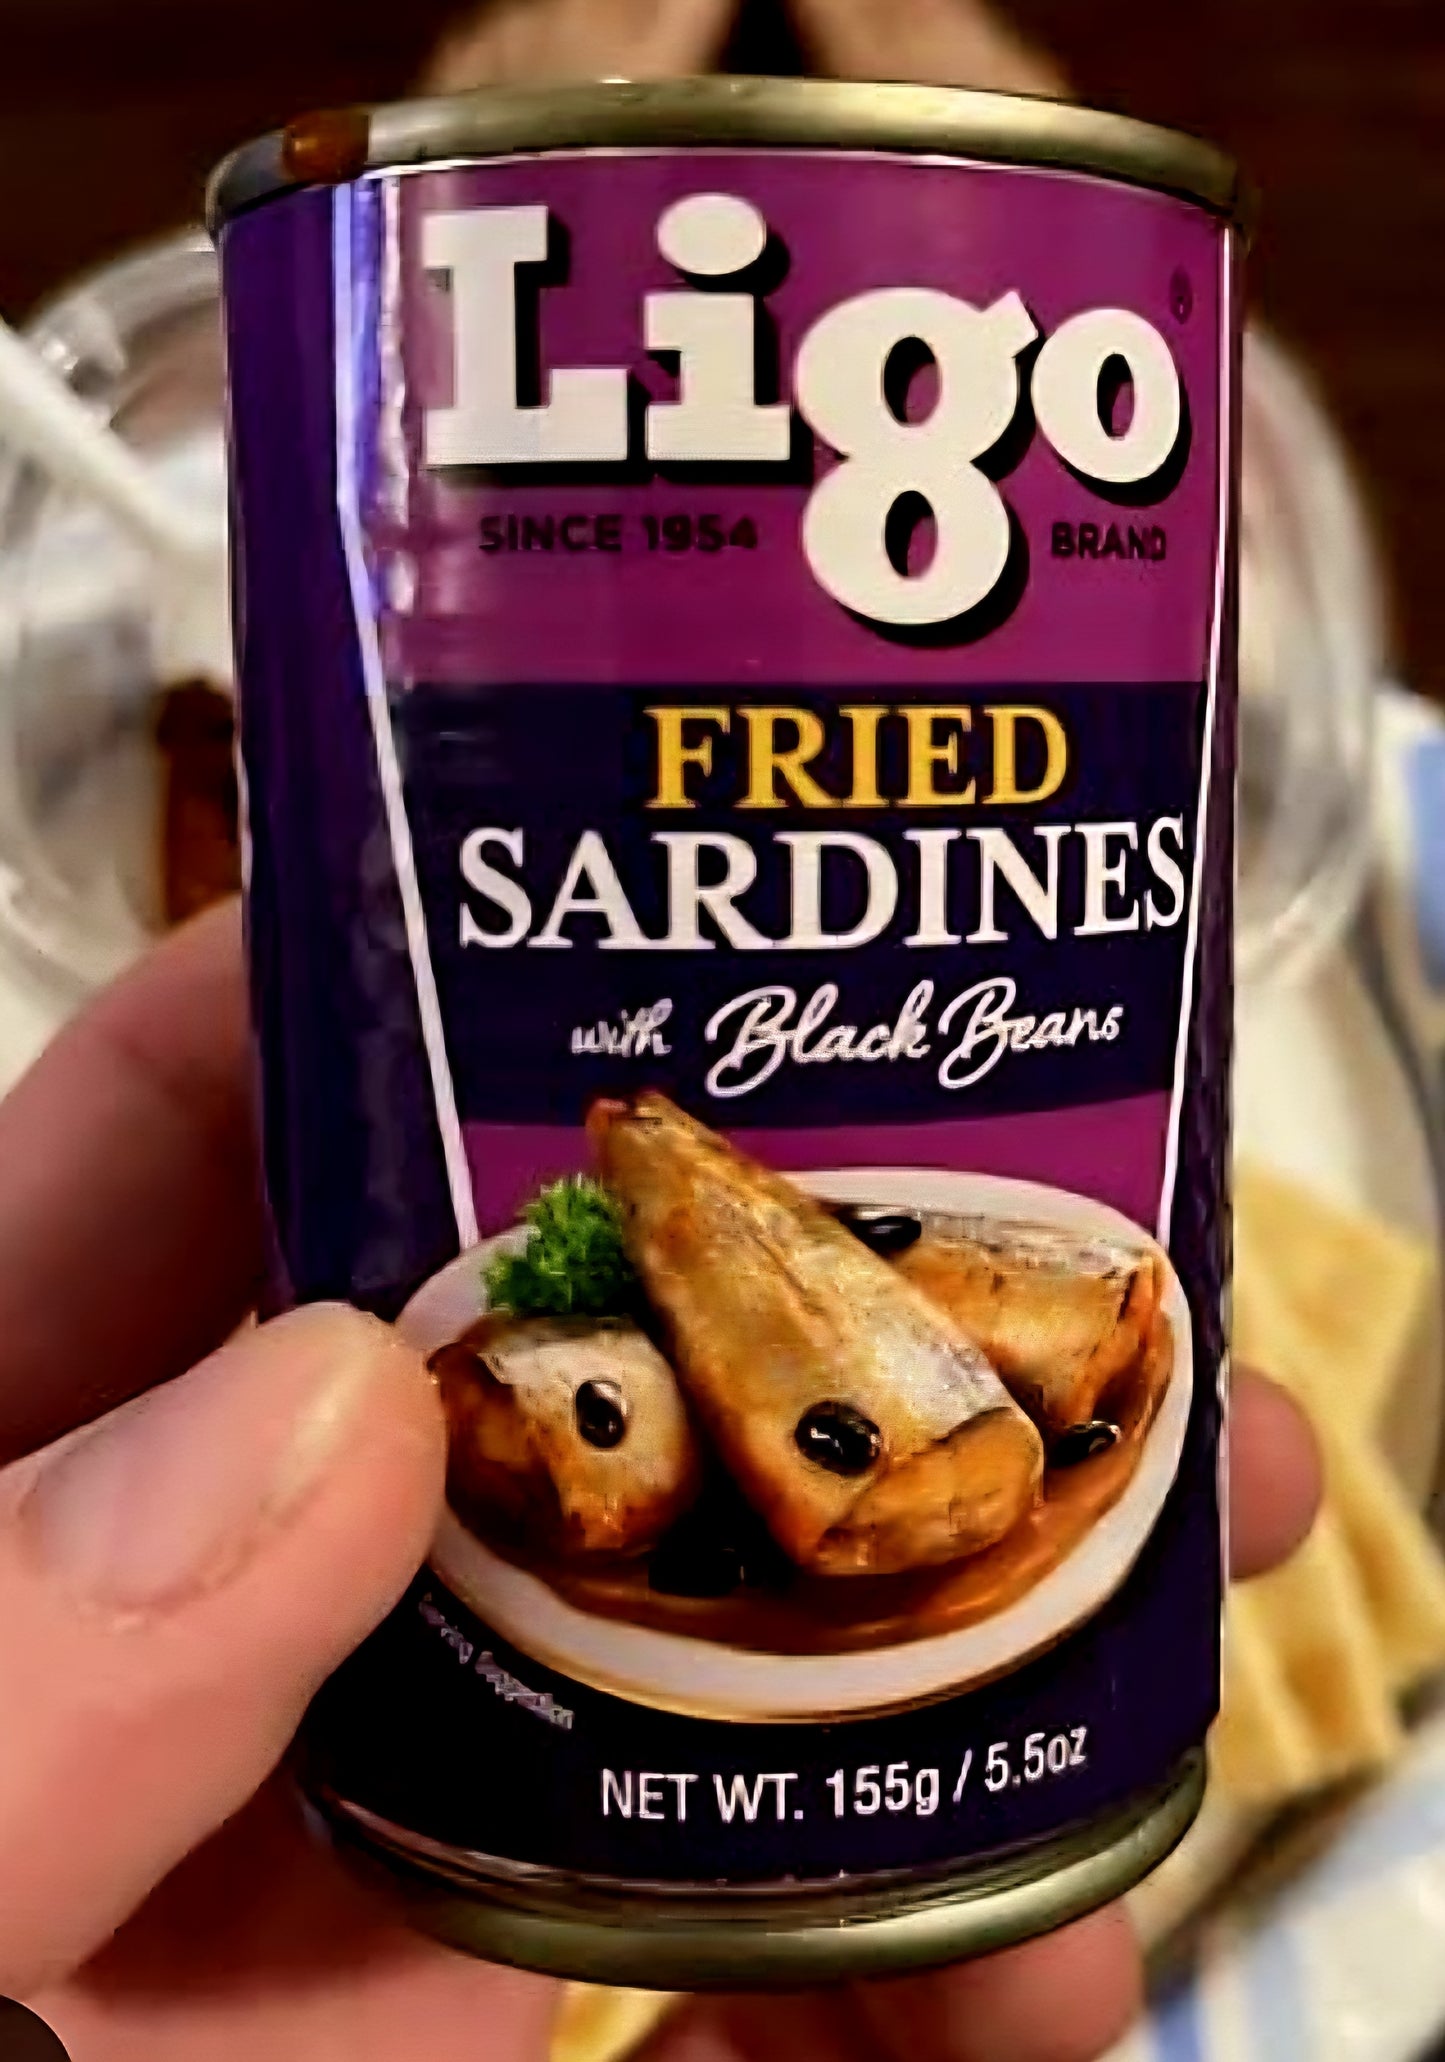 Ligo
SINCE 1954 BRAND
FRIED
SARDINES
with Black Beans
NET WT. 155g / 5.5oz